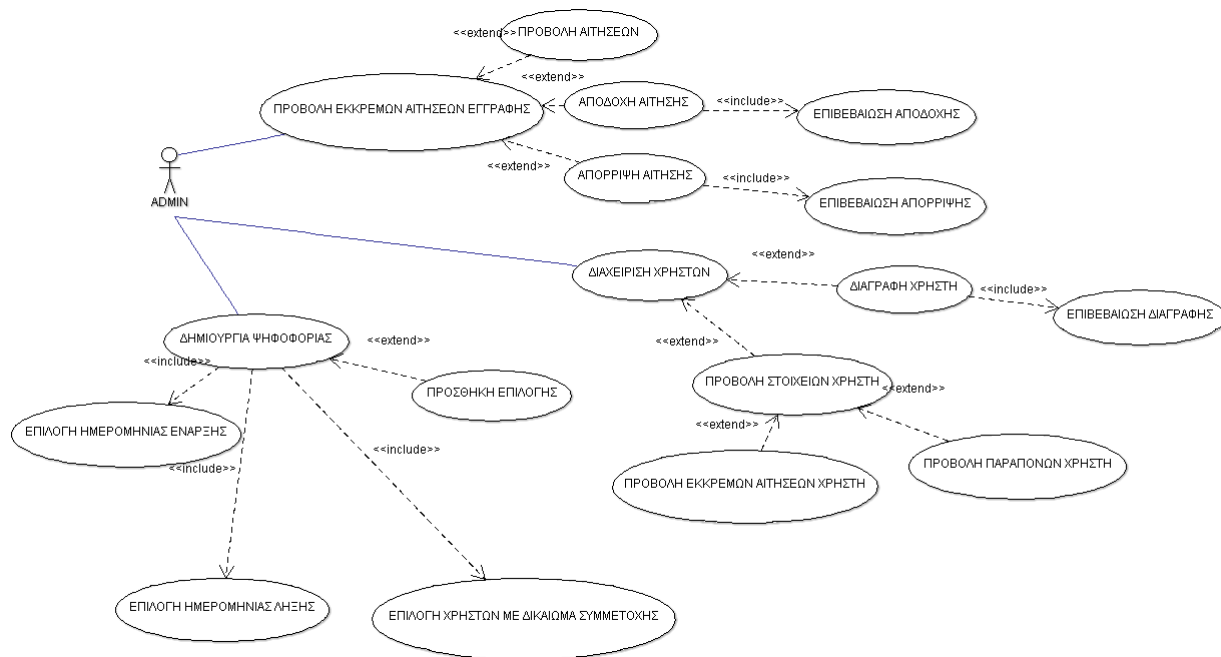 <<extend>>
ΠΡΟΒΟΛΗ ΑΙΤΗΣΕΩΝ
<<extend>>
ΠΡΟΒΟΛΗ ΕΚΚΡΕΜΩΝ ΑΙΤΗΣΕΩΝ ΕΓΓΡΑΦΗΣ
ΑΠΟΔΟΧΗ ΑΙΤΗΣΗΣ
<<include>>
ΕΠΙΒΕΒΑΙΩΣΗ ΑΠΟΔΟΧΗΣ
<<extend>>
ΑΠΟΡΡΙΨΗ ΑΙΤΗΣΗΣ
<<include>>
ΕΠΙΒΕΒΑΙΩΣΗ ΑΠΟΡΡΙΨΗΣ
ADMIN
ΔΙΑΧΕΙΡΙΣΗ ΧΡΗΣΤΩΝ
<<extend>>
ΔΙΑΓΡΑΦΗ ΧΡΗΣΤΗ
<<include>>
ΕΠΙΒΕΒΑΙΩΣΗ ΔΙΑΓΡΑΦΗΣ
ΔΗΜΙΟΥΡΓΙΑ ΨΗΦΟΦΟΡΙΑΣ
<<extend>>
<<include>>
<<extend>>
ΠΡΟΒΟΛΗ ΣΤΟΙΧΕΙΩΝ ΧΡΗΣΤΗ
<<extend>>
ΠΡΟΣΘΗΚΗ ΕΠΙΛΟΓΗΣ
ΕΠΙΛΟΓΗ ΗΜΕΡΟΜΗΝΙΑΣ ΕΝΑΡΞΗΣ
<<extend>>
<<include>>
<<include>>
ΠΡΟΒΟΛΗ ΠΑΡΑΠΟΝΩΝ ΧΡΗΣΤΗ
ΠΡΟΒΟΛΗ ΕΚΚΡΕΜΩΝ ΑΙΤΗΣΕΩΝ ΧΡΗΣΤΗ
ΕΠΙΛΟΓΗ ΗΜΕΡΟΜΗΝΙΑΣ ΛΗΞΗΣ
ΕΠΙΛΟΓΗ ΧΡΗΣΤΩΝ ΜΕ ΔΙΚΑΙΩΜΑ ΣΥΜΜΕΤΟΧΗΣ